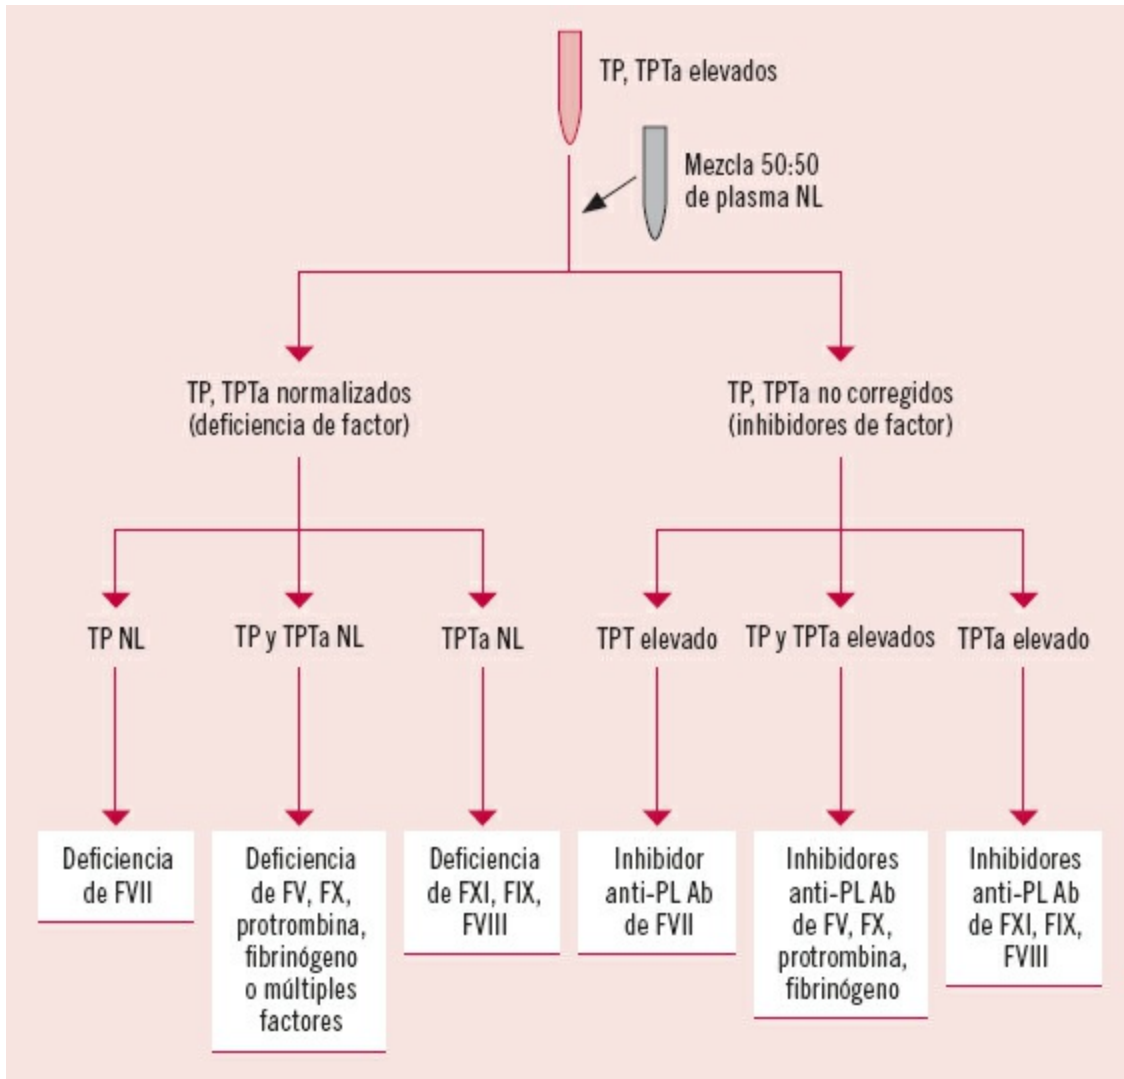 TP, TPTa elevados
Mezcla 50:50
de plasma NL
TP, TPTa normalizados
(deficiencia de factor)
TP, TPTa no corregidos
(inhibidores de factor)
TP NL
TP y TPTa NL
TPTa NL
TPT elevado
TP y TPTa elevados
TPTa elevado
Deficiencia
de FVII
Deficiencia
de FV, FX,
protrombina,
fibrinógeno
o múltiples
factores
Deficiencia
de FXI, FIX,
FVIII
Inhibidor
anti-PL Ab
de FVII
Inhibidores
anti-PL Ab
de FV, FX,
protrombina,
fibrinógeno
Inhibidores
anti-PL Ab
de FXI, FIX,
FVIII